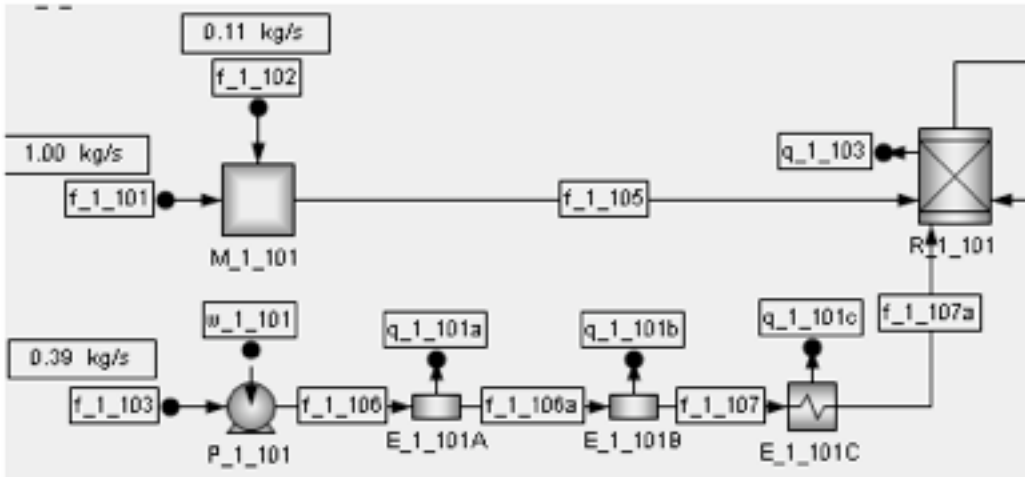 0.11 kg/s
f_1_102
1.00 kg/s
q_1_103
f_1_101
f_1_105
M_1_101
R_1_101
w_1_101
q_1_101a
q_1_101b
q_1_101c
f_1_107a
0.39 kg/s
f_1_103
f_1_106
f_1_106a
f_1_107
P_1_101
E_1_101A
E_1_101B
E_1_101C